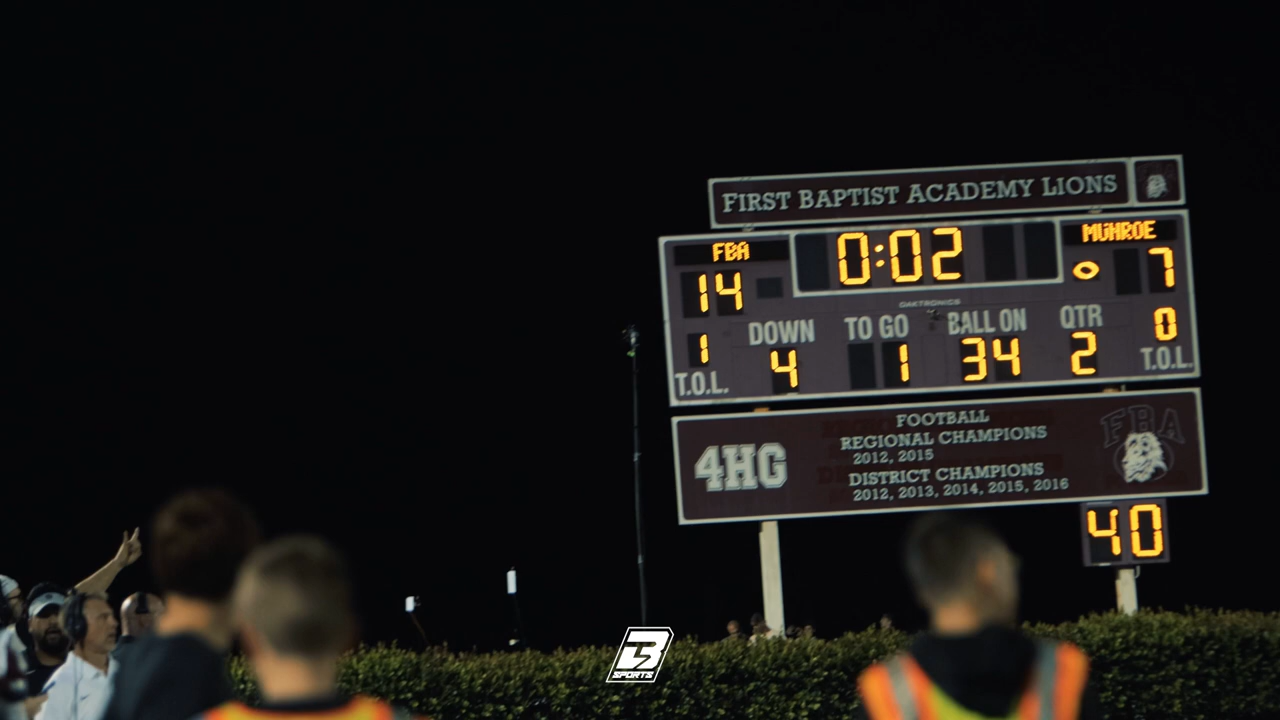 FIRST BAPTIST ACADEMY LIONS
FBA 0:02 MUNROE
14 7
DAKTRONICS
DOWN TO GO BALL ON QTR
1 4 1 34 2 0
T.O.L. T.O.L.
4HG
FOOTBALL
REGIONAL CHAMPIONS
2012, 2015
DISTRICT CHAMPIONS
2012, 2013, 2014, 2015, 2016
FBA
40
B
SPORTS